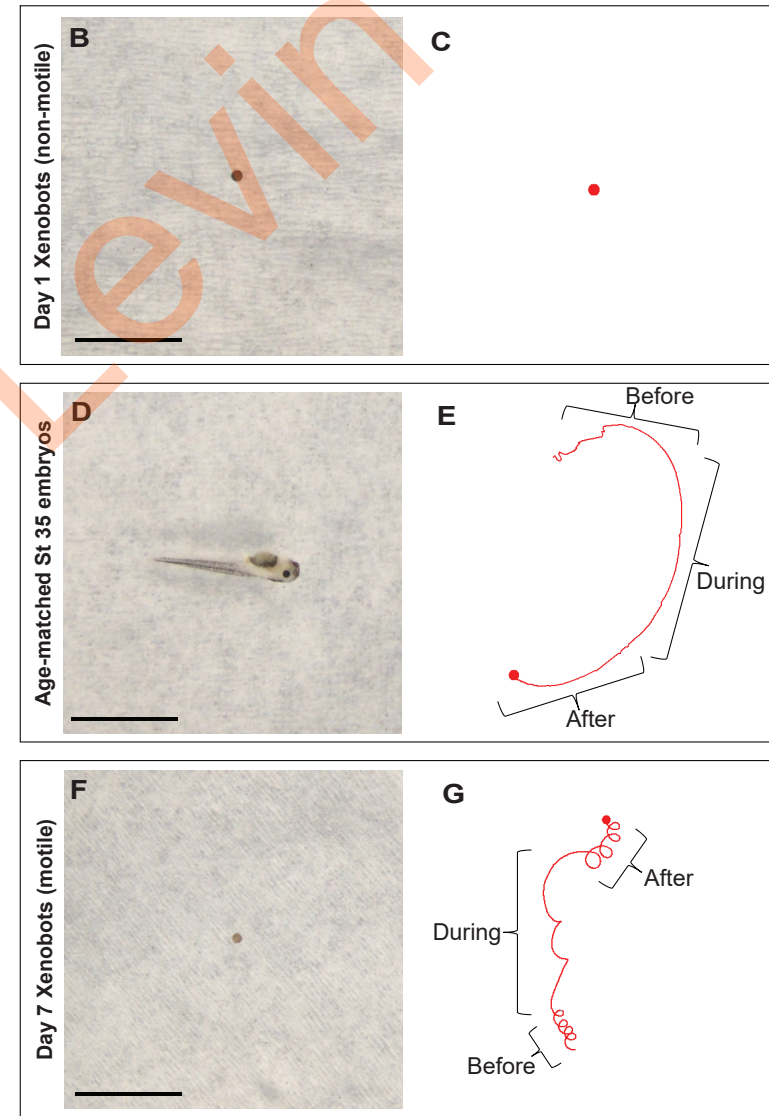 Day 1 Xenobots (non-motile)
B
C
Levin
Age-matched St 35 embryos
D
E
Before
During
After
Day 7 Xenobots (motile)
F
G
After
During
Before